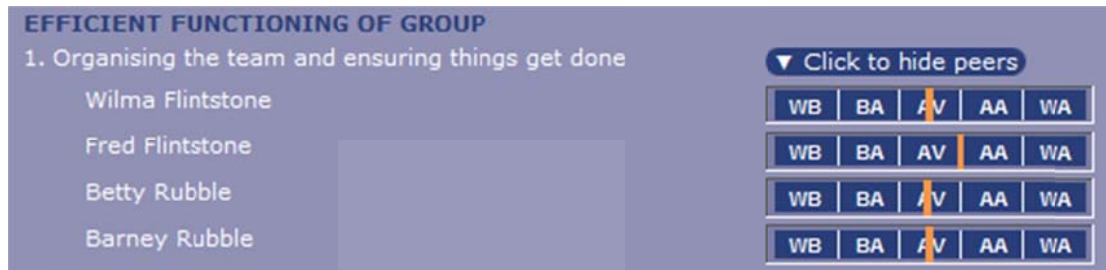 EFFICIENT FUNCTIONING OF GROUP
1. Organising the team and ensuring things get done ▼ Click to hide peers
Wilma Flintstone WB BA AV AA WA
Fred Flintstone WB BA AV AA WA
Betty Rubble WB BA AV AA WA
Barney Rubble WB BA AV AA WA